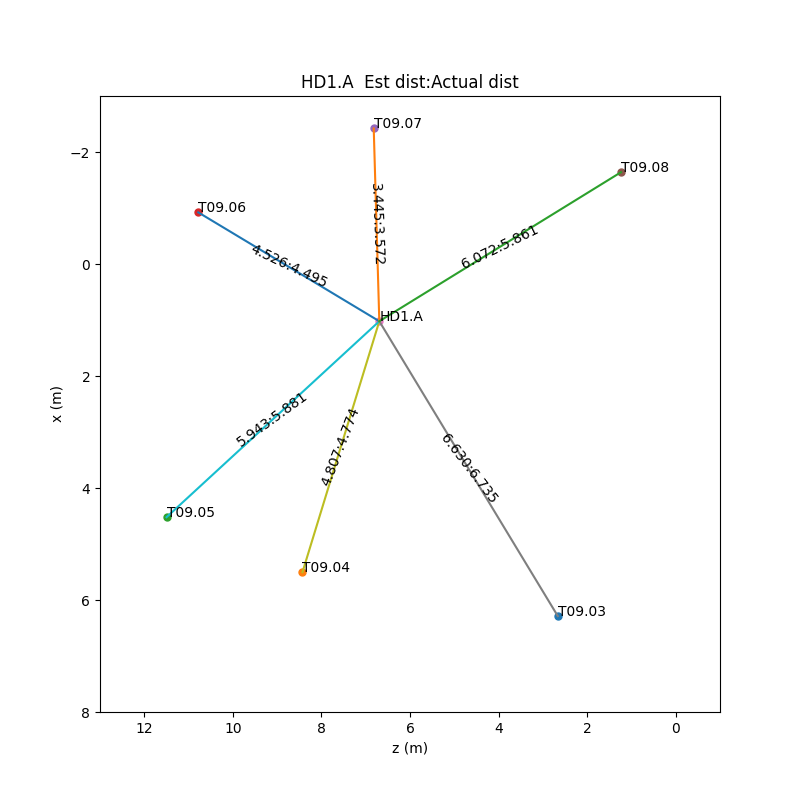 HD1.A  Est dist:Actual dist
T09.07
T09.08
T09.06
3.445:3.572
6.072:5.861
4.526:4.495
HD1.A
5.943:5.881
4.807:4.774
6.630:6.735
T09.05
T09.04
T09.03
−2
0
2
4
6
8
x (m)
12
10
8
6
4
2
0
z (m)